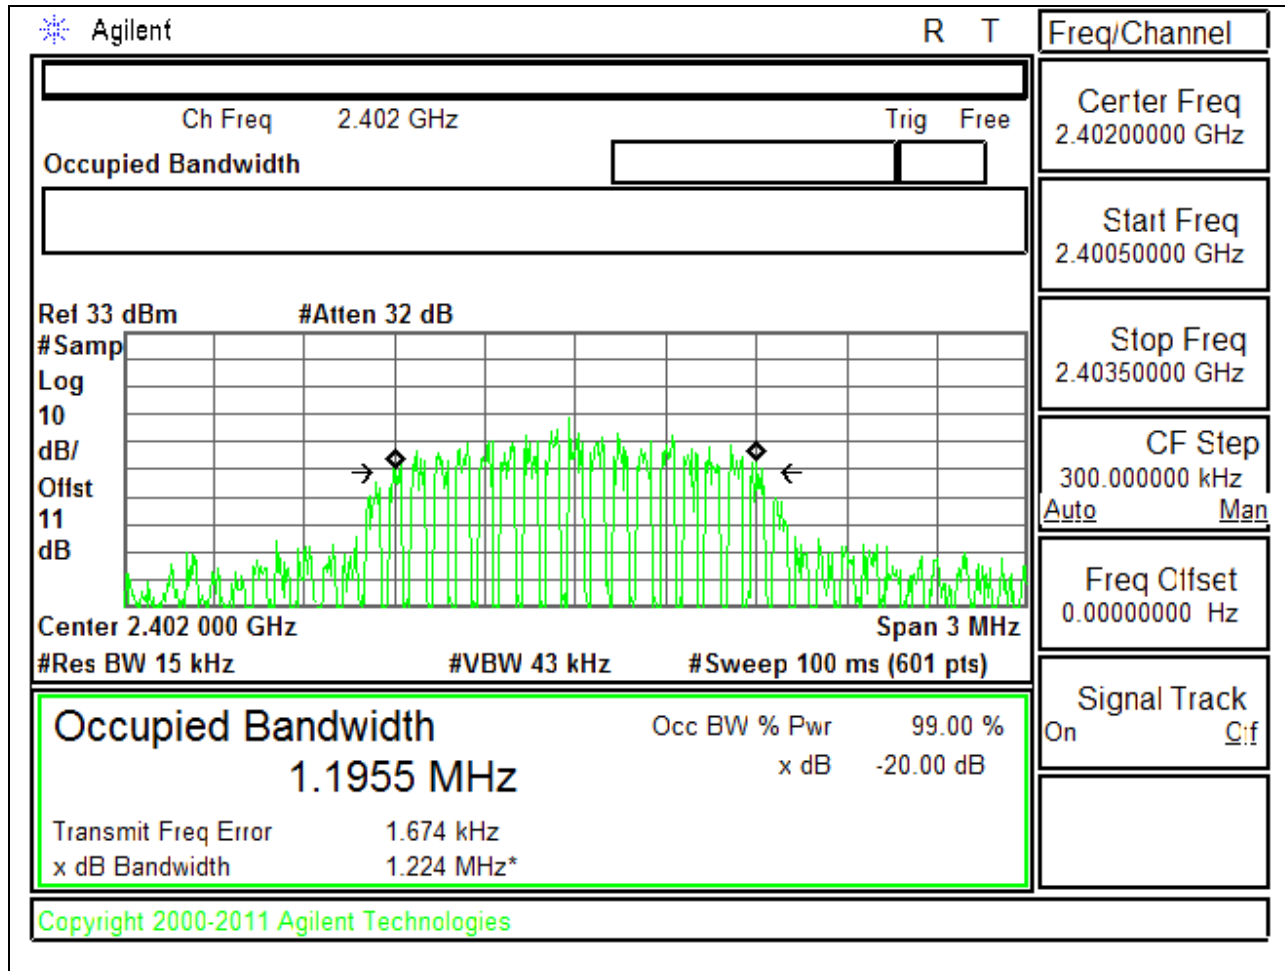 Agilent R T
Freq/Channel
Ch Freq 2.402 GHz Trig Free
Occupied Bandwidth
Center Freq
2.40200000 GHz
Start Freq
2.40050000 GHz
Stop Freq
2.40350000 GHz
CF Step
300.000000 kHz
Auto Man
Freq Offset
0.00000000 Hz
Signal Track
On Off
Ref 33 dBm #Atten 32 dB
#Samp
Log
10
dB/
Offst
11
dB
Center 2.402 000 GHz Span 3 MHz
#Res BW 15 kHz #VBW 43 kHz #Sweep 100 ms (601 pts)
Occupied Bandwidth Occ BW % Pwr 99.00 %
1.1955 MHz x dB -20.00 dB
Transmit Freq Error 1.674 kHz
x dB Bandwidth 1.224 MHz*
Copyright 2000-2011 Agilent Technologies